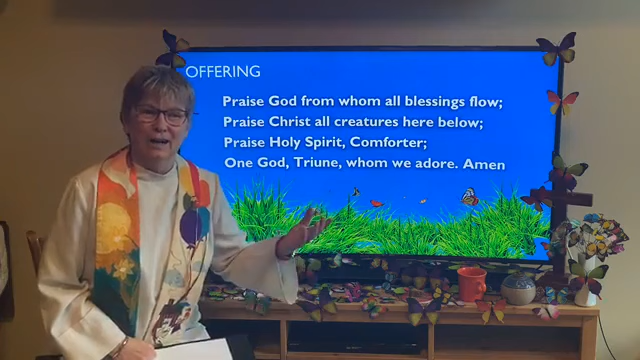 OFFERING
Praise God from whom all blessings flow;
Praise Christ all creatures here below;
Praise Holy Spirit, Comforter;
One God, Triune, whom we adore. Amen